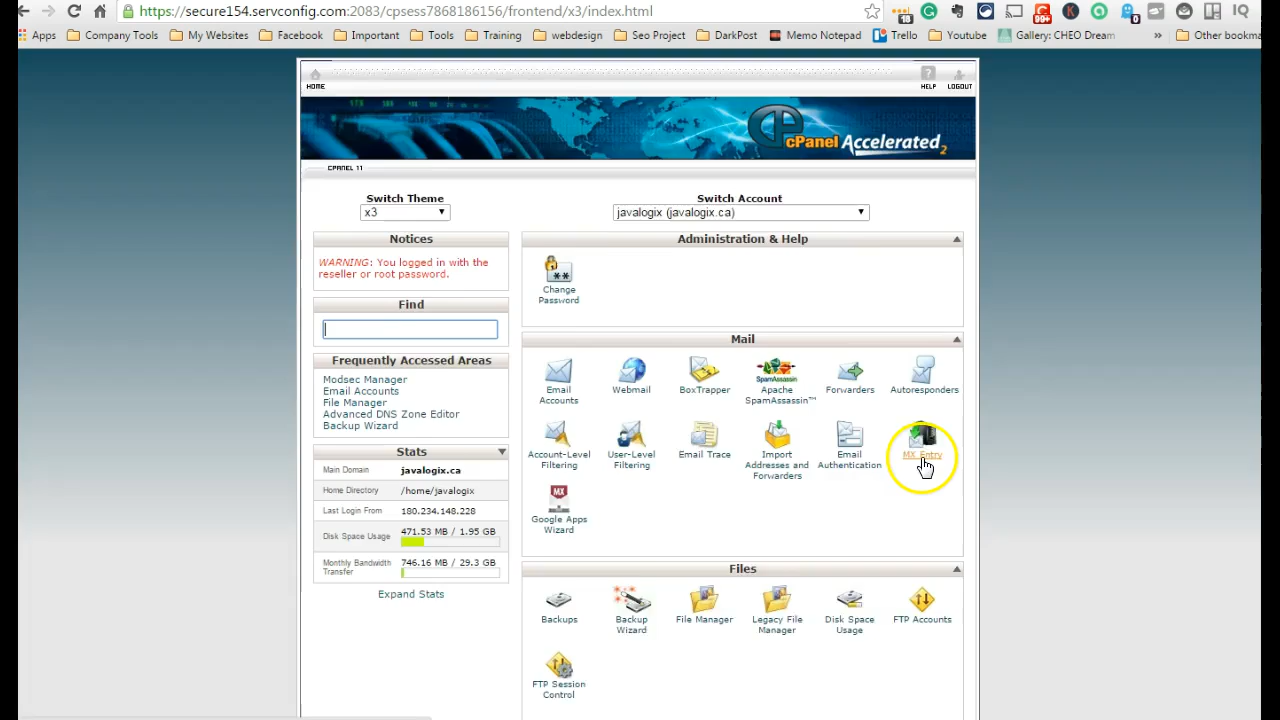 https://secure154.servconfig.com:2083/cpsess7868186156/frontend/x3/index.html
18
99+
IQ
Apps Company Tools My Websites Facebook Important Tools Training webdesign Seo Project DarkPost Memo Notepad Trello Youtube Gallery: CHEO Dream » Other bookma
HOME
HELP LOGOUT
cPanel Accelerated2
CPANEL 11
Switch Theme
x3
Switch Account
javalogix (javalogix.ca)
Notices
WARNING: You logged in with the
reseller or root password.
Find
Frequently Accessed Areas
Modsec Manager
Email Accounts
File Manager
Advanced DNS Zone Editor
Backup Wizard
Stats
Main Domain javalogix.ca
Home Directory /home/javalogix
Last Login From 180.234.148.228
Disk Space Usage 471.53 MB / 1.95 GB
Monthly Bandwidth
Transfer
746.16 MB / 29.3 GB
Expand Stats
Administration & Help
Change
Password
Mail
Email
Accounts
Webmail
BoxTrapper
SpamAssassin
Apache
SpamAssassin™
Forwarders
Autoresponders
Account-Level
Filtering
User-Level
Filtering
Email Trace
Import
Addresses and
Forwarders
Email
Authentication
MX Entry
MX
Google Apps
Wizard
Files
Backups
Backup
Wizard
File Manager
Legacy File
Manager
Disk Space
Usage
FTP Accounts
FTP Session
Control